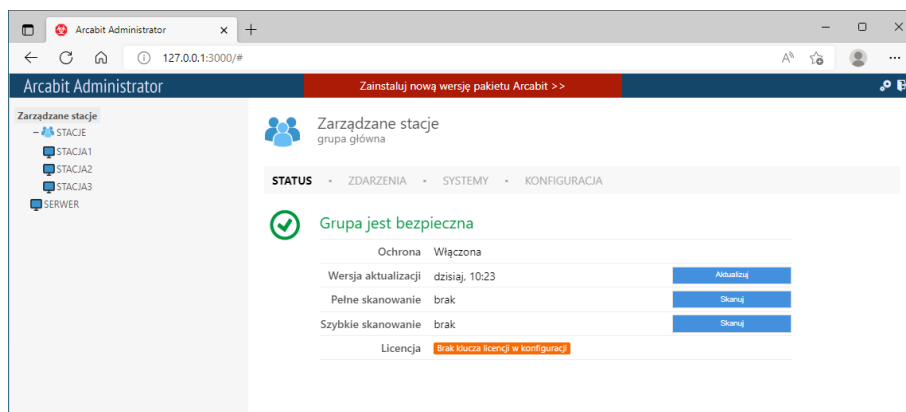 Arcabit Administrator
127.0.0.1:3000/#
Arcabit Administrator
Zainstaluj nową wersję pakietu Arcabit >>
Zarządzane stacje
STACJE
STACJA1
STACJA2
STACJA3
SERWER
Zarządzane stacje
grupa główna
STATUS - ZDARZENIA - SYSTEMY - KONFIGURACJA
Grupa jest bezpieczna
Ochrona Włączona
Wersja aktualizacji dzisiaj, 10:23 Aktualizuj
Pełne skanowanie brak Skanuj
Szybkie skanowanie brak Skanuj
Licencja Brak klucza licencji w konfiguracji